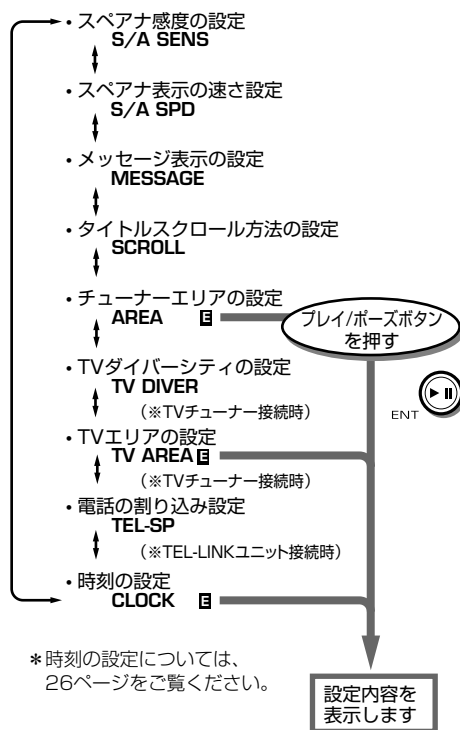 ・スペアナ感度の設定
S/A SENS
・スペアナ表示の速さ設定
S/A SPD
・メッセージ表示の設定
MESSAGE
・タイトルスクロール方法の設定
SCROLL
・チューナーエリアの設定
AREA E
プレイ/ポーズボタン
を押す
・TVダイバーシティの設定
TV DIVER
(※TVチューナー接続時)
ENT
・TVエリアの設定
TV AREA E
(※TVチューナー接続時)
・電話の割り込み設定
TEL-SP
(※TEL-LINKユニット接続時)
・時刻の設定
CLOCK E
*時刻の設定については、
26ページをご覧ください。
設定内容を
表示します